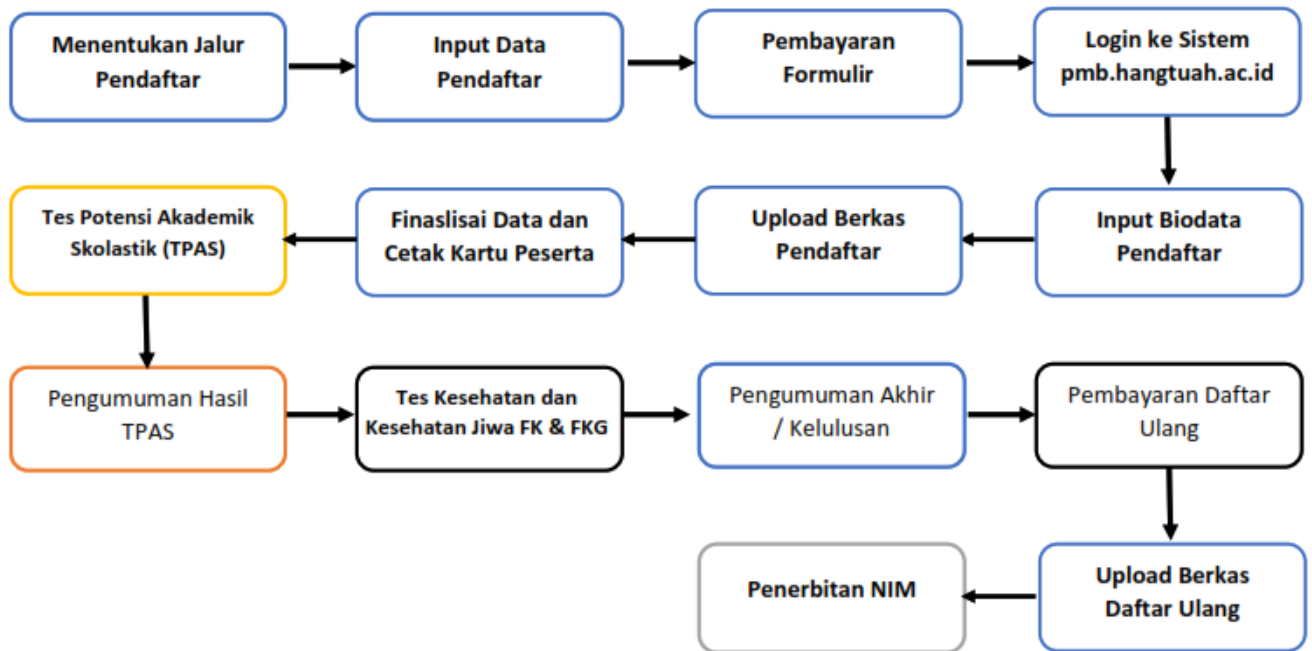 Menentukan Jalur
Pendaftar
Input Data
Pendaftar
Pembayaran
Formulir
Login ke Sistem
pmb.hangtuah.ac.id
Tes Potensi Akademik
Skolastik (TPAS)
Finaslisai Data dan
Cetak Kartu Peserta
Upload Berkas
Pendaftar
Input Biodata
Pendaftar
Pengumuman Hasil
TPAS
Tes Kesehatan dan
Kesehatan Jiwa FK & FKG
Pengumuman Akhir
/ Kelulusan
Pembayaran Daftar
Ulang
Penerbitan NIM
Upload Berkas
Daftar Ulang